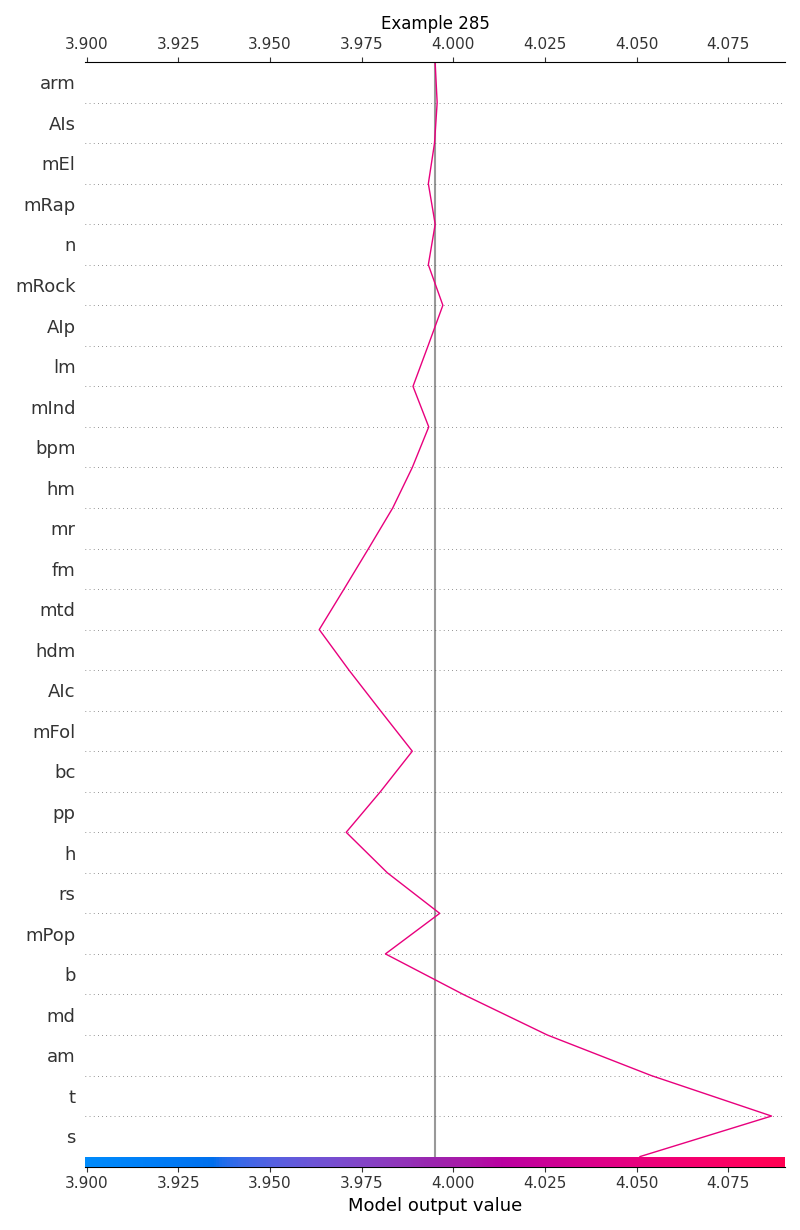 Example 285
3.900 3.925 3.950 3.975 4.000 4.025 4.050 4.075
arm
AIs
mEl
mRap
n
mRock
AIp
lm
mInd
bpm
hm
mr
fm
mtd
hdm
AIc
mFol
bc
pp
h
rs
mPop
b
md
am
t
s
3.900 3.925 3.950 3.975 4.000 4.025 4.050 4.075
Model output value